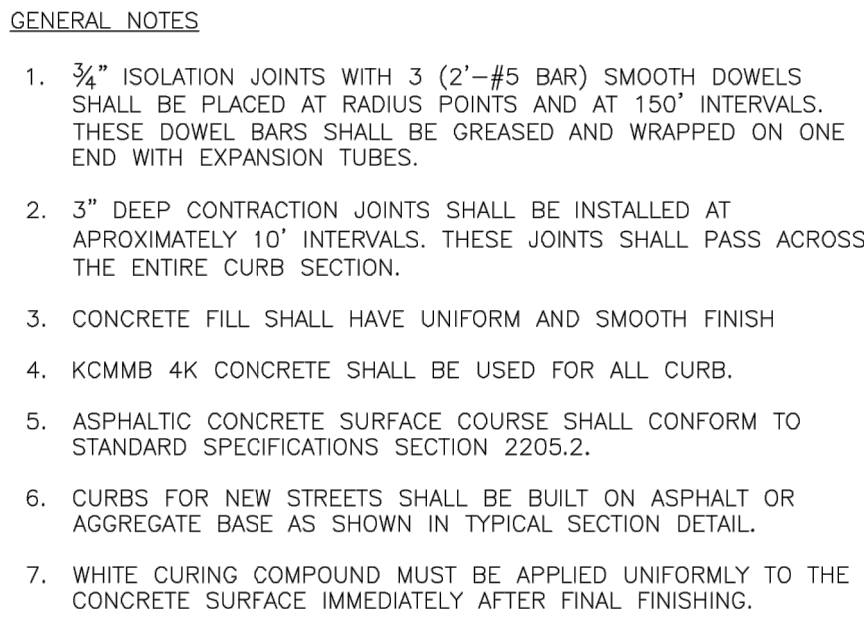 GENERAL NOTES
1. ¾” ISOLATION JOINTS WITH 3 (2’-#5 BAR) SMOOTH DOWELS
SHALL BE PLACED AT RADIUS POINTS AND AT 150’ INTERVALS.
THESE DOWEL BARS SHALL BE GREASED AND WRAPPED ON ONE
END WITH EXPANSION TUBES.
2. 3” DEEP CONTRACTION JOINTS SHALL BE INSTALLED AT
APROXIMATELY 10’ INTERVALS. THESE JOINTS SHALL PASS ACROSS
THE ENTIRE CURB SECTION.
3. CONCRETE FILL SHALL HAVE UNIFORM AND SMOOTH FINISH
4. KCMMB 4K CONCRETE SHALL BE USED FOR ALL CURB.
5. ASPHALTIC CONCRETE SURFACE COURSE SHALL CONFORM TO
STANDARD SPECIFICATIONS SECTION 2205.2.
6. CURBS FOR NEW STREETS SHALL BE BUILT ON ASPHALT OR
AGGREGATE BASE AS SHOWN IN TYPICAL SECTION DETAIL.
7. WHITE CURING COMPOUND MUST BE APPLIED UNIFORMLY TO THE
CONCRETE SURFACE IMMEDIATELY AFTER FINAL FINISHING.